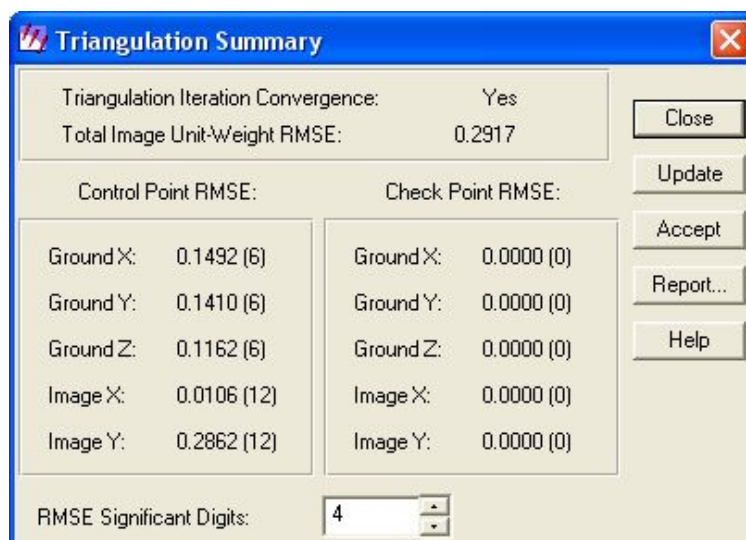 Triangulation Summary
Triangulation Iteration Convergence: Yes
Total Image Unit-Weight RMSE: 0.2917
Control Point RMSE:
Ground X: 0.1492 (6)
Ground Y: 0.1410 (6)
Ground Z: 0.1162 (6)
Image X: 0.0106 (12)
Image Y: 0.2862 (12)
Check Point RMSE:
Ground X: 0.0000 (0)
Ground Y: 0.0000 (0)
Ground Z: 0.0000 (0)
Image X: 0.0000 (0)
Image Y: 0.0000 (0)
RMSE Significant Digits: 4
Close
Update
Accept
Report...
Help